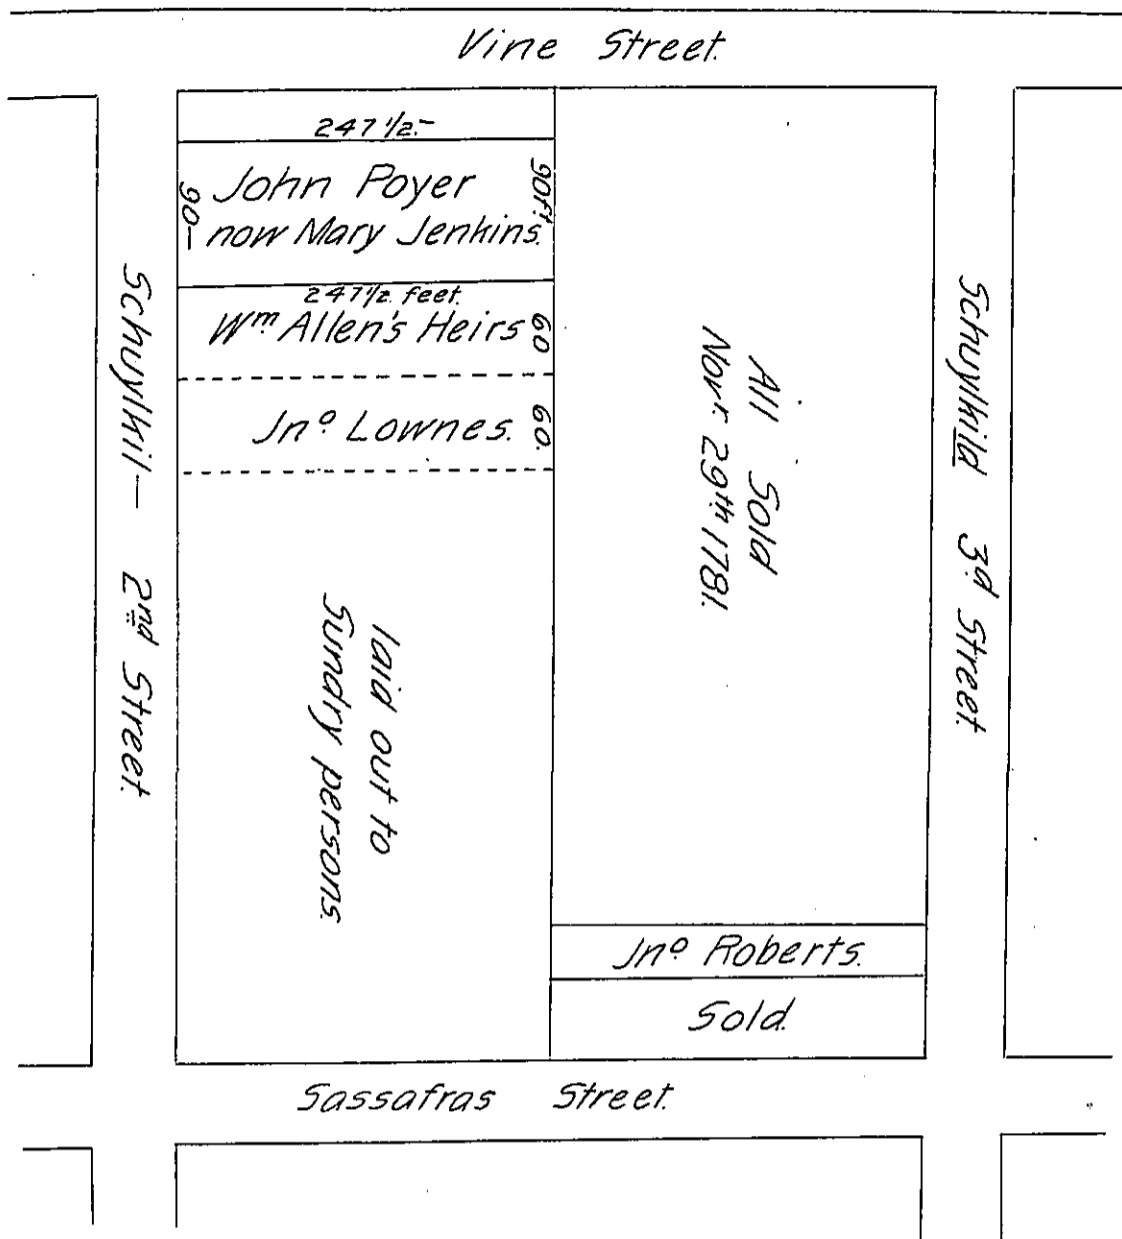 Vine Street.
247 1/2.-
John Poyer
now Mary Jenkins.
90-
90 ft.
247 1/2. feet.
Wm Allen's Heirs
60
Jno. Lownes.
60.
laid out to
Sundry persons.
All Sold
Novr. 29th 1781.
Jno. Roberts.
Sold.
Schuylkil- 2nd Street.
Schuylkild 3d Street.
Sassafras Street.